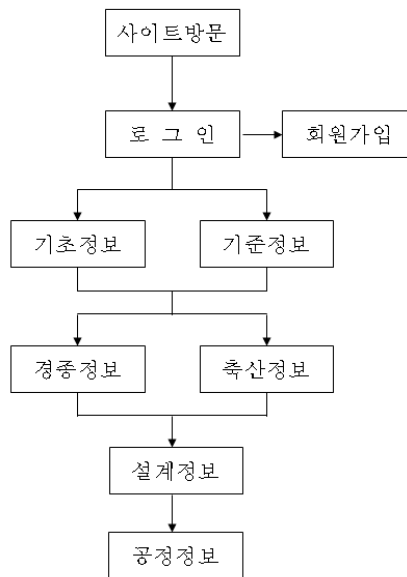 사이트방문
로 그 인
회원가입
기초정보
기준정보
경종정보
축산정보
설계정보
공정정보